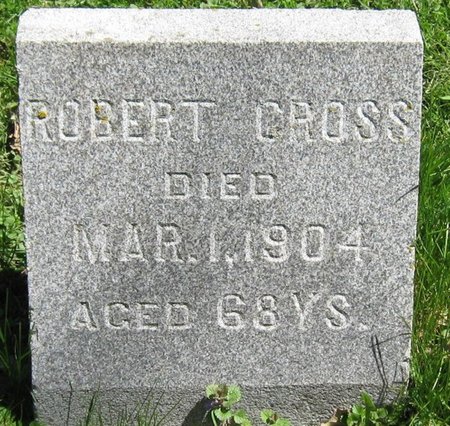 ROBERT CROSS
DIED
MAR. 1, 1904
AGED 68 YS.